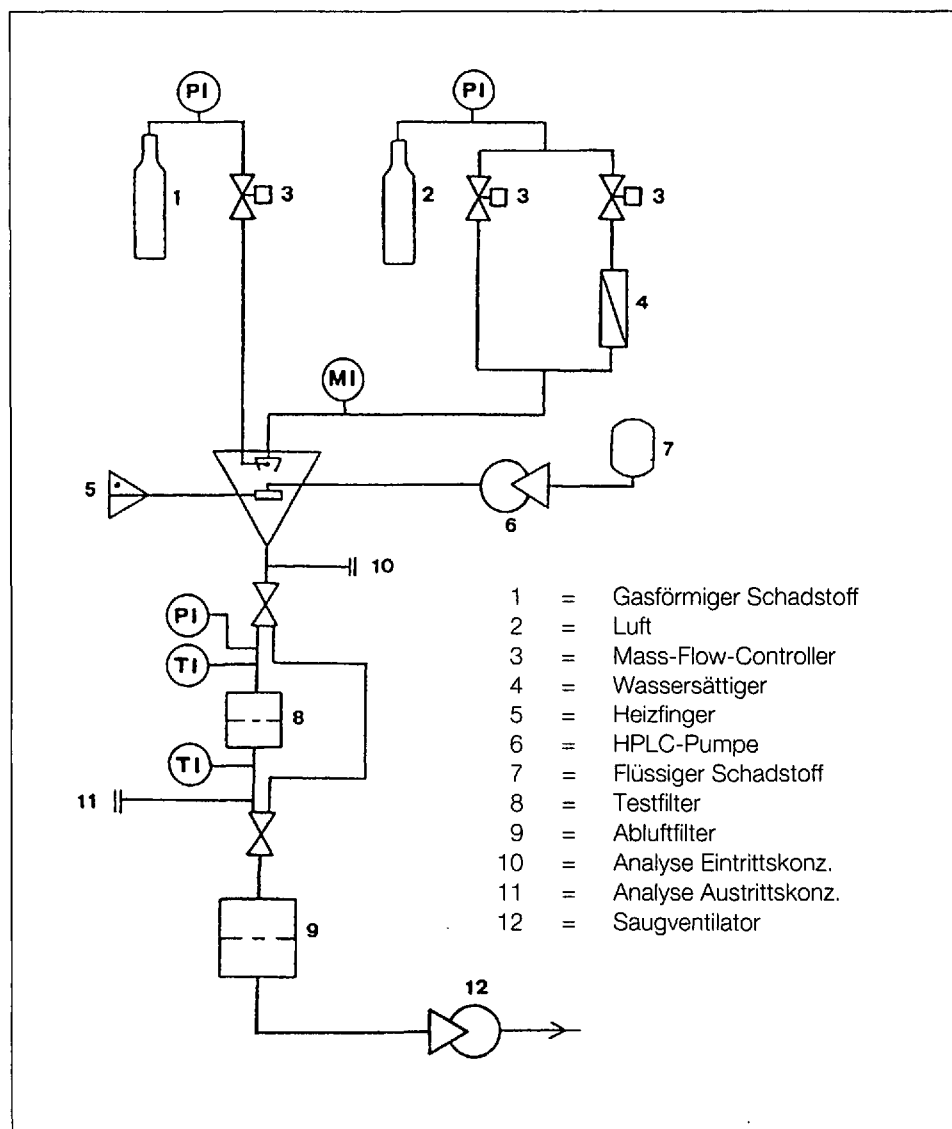 PI
PI
1
3
2
3
3
4
MI
7
5
6
10
PI
TI
8
TI
11
9
12
1 = Gasförmiger Schadstoff
2 = Luft
3 = Mass-Flow-Controller
4 = Wassersättiger
5 = Heizfinger
6 = HPLC-Pumpe
7 = Flüssiger Schadstoff
8 = Testfilter
9 = Abluftfilter
10 = Analyse Eintrittskonz.
11 = Analyse Austrittskonz.
12 = Saugventilator